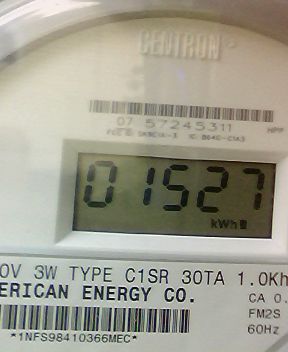 CENTRON®
07 57245311
HPP
01527
kWh
0V 3W TYPE C1SR 30TA 1.0Kh
ERICAN ENERGY CO.
CA 0.
FM2S
60Hz
*1NFS98410366MEC*